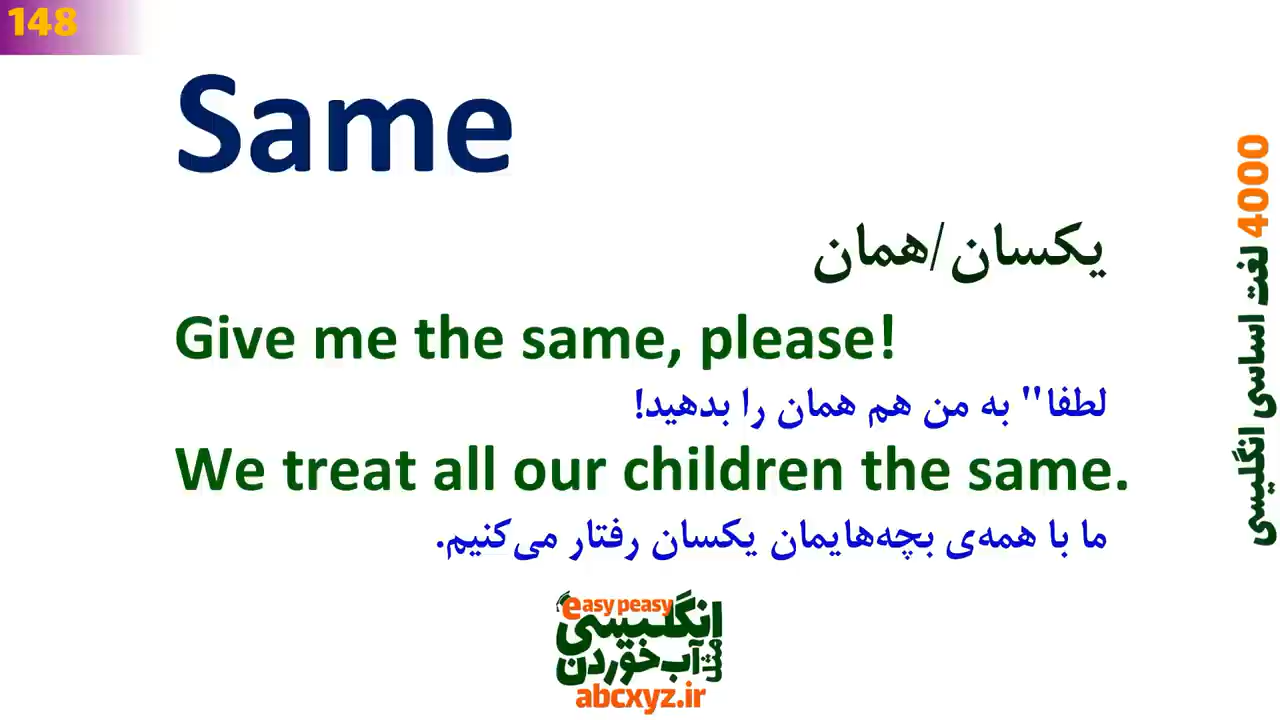 148
Same
یکسان/همان
Give me the same, please!
لطفا" به من هم همان را بدهید!
We treat all our children the same.
ما با همه‌ی بچه‌هایمان یکسان رفتار می‌کنیم.
4000 لغت اساسی انگلیسی
easy peasy
انگلیسی
مثل آب خوردن
abcxyz.ir